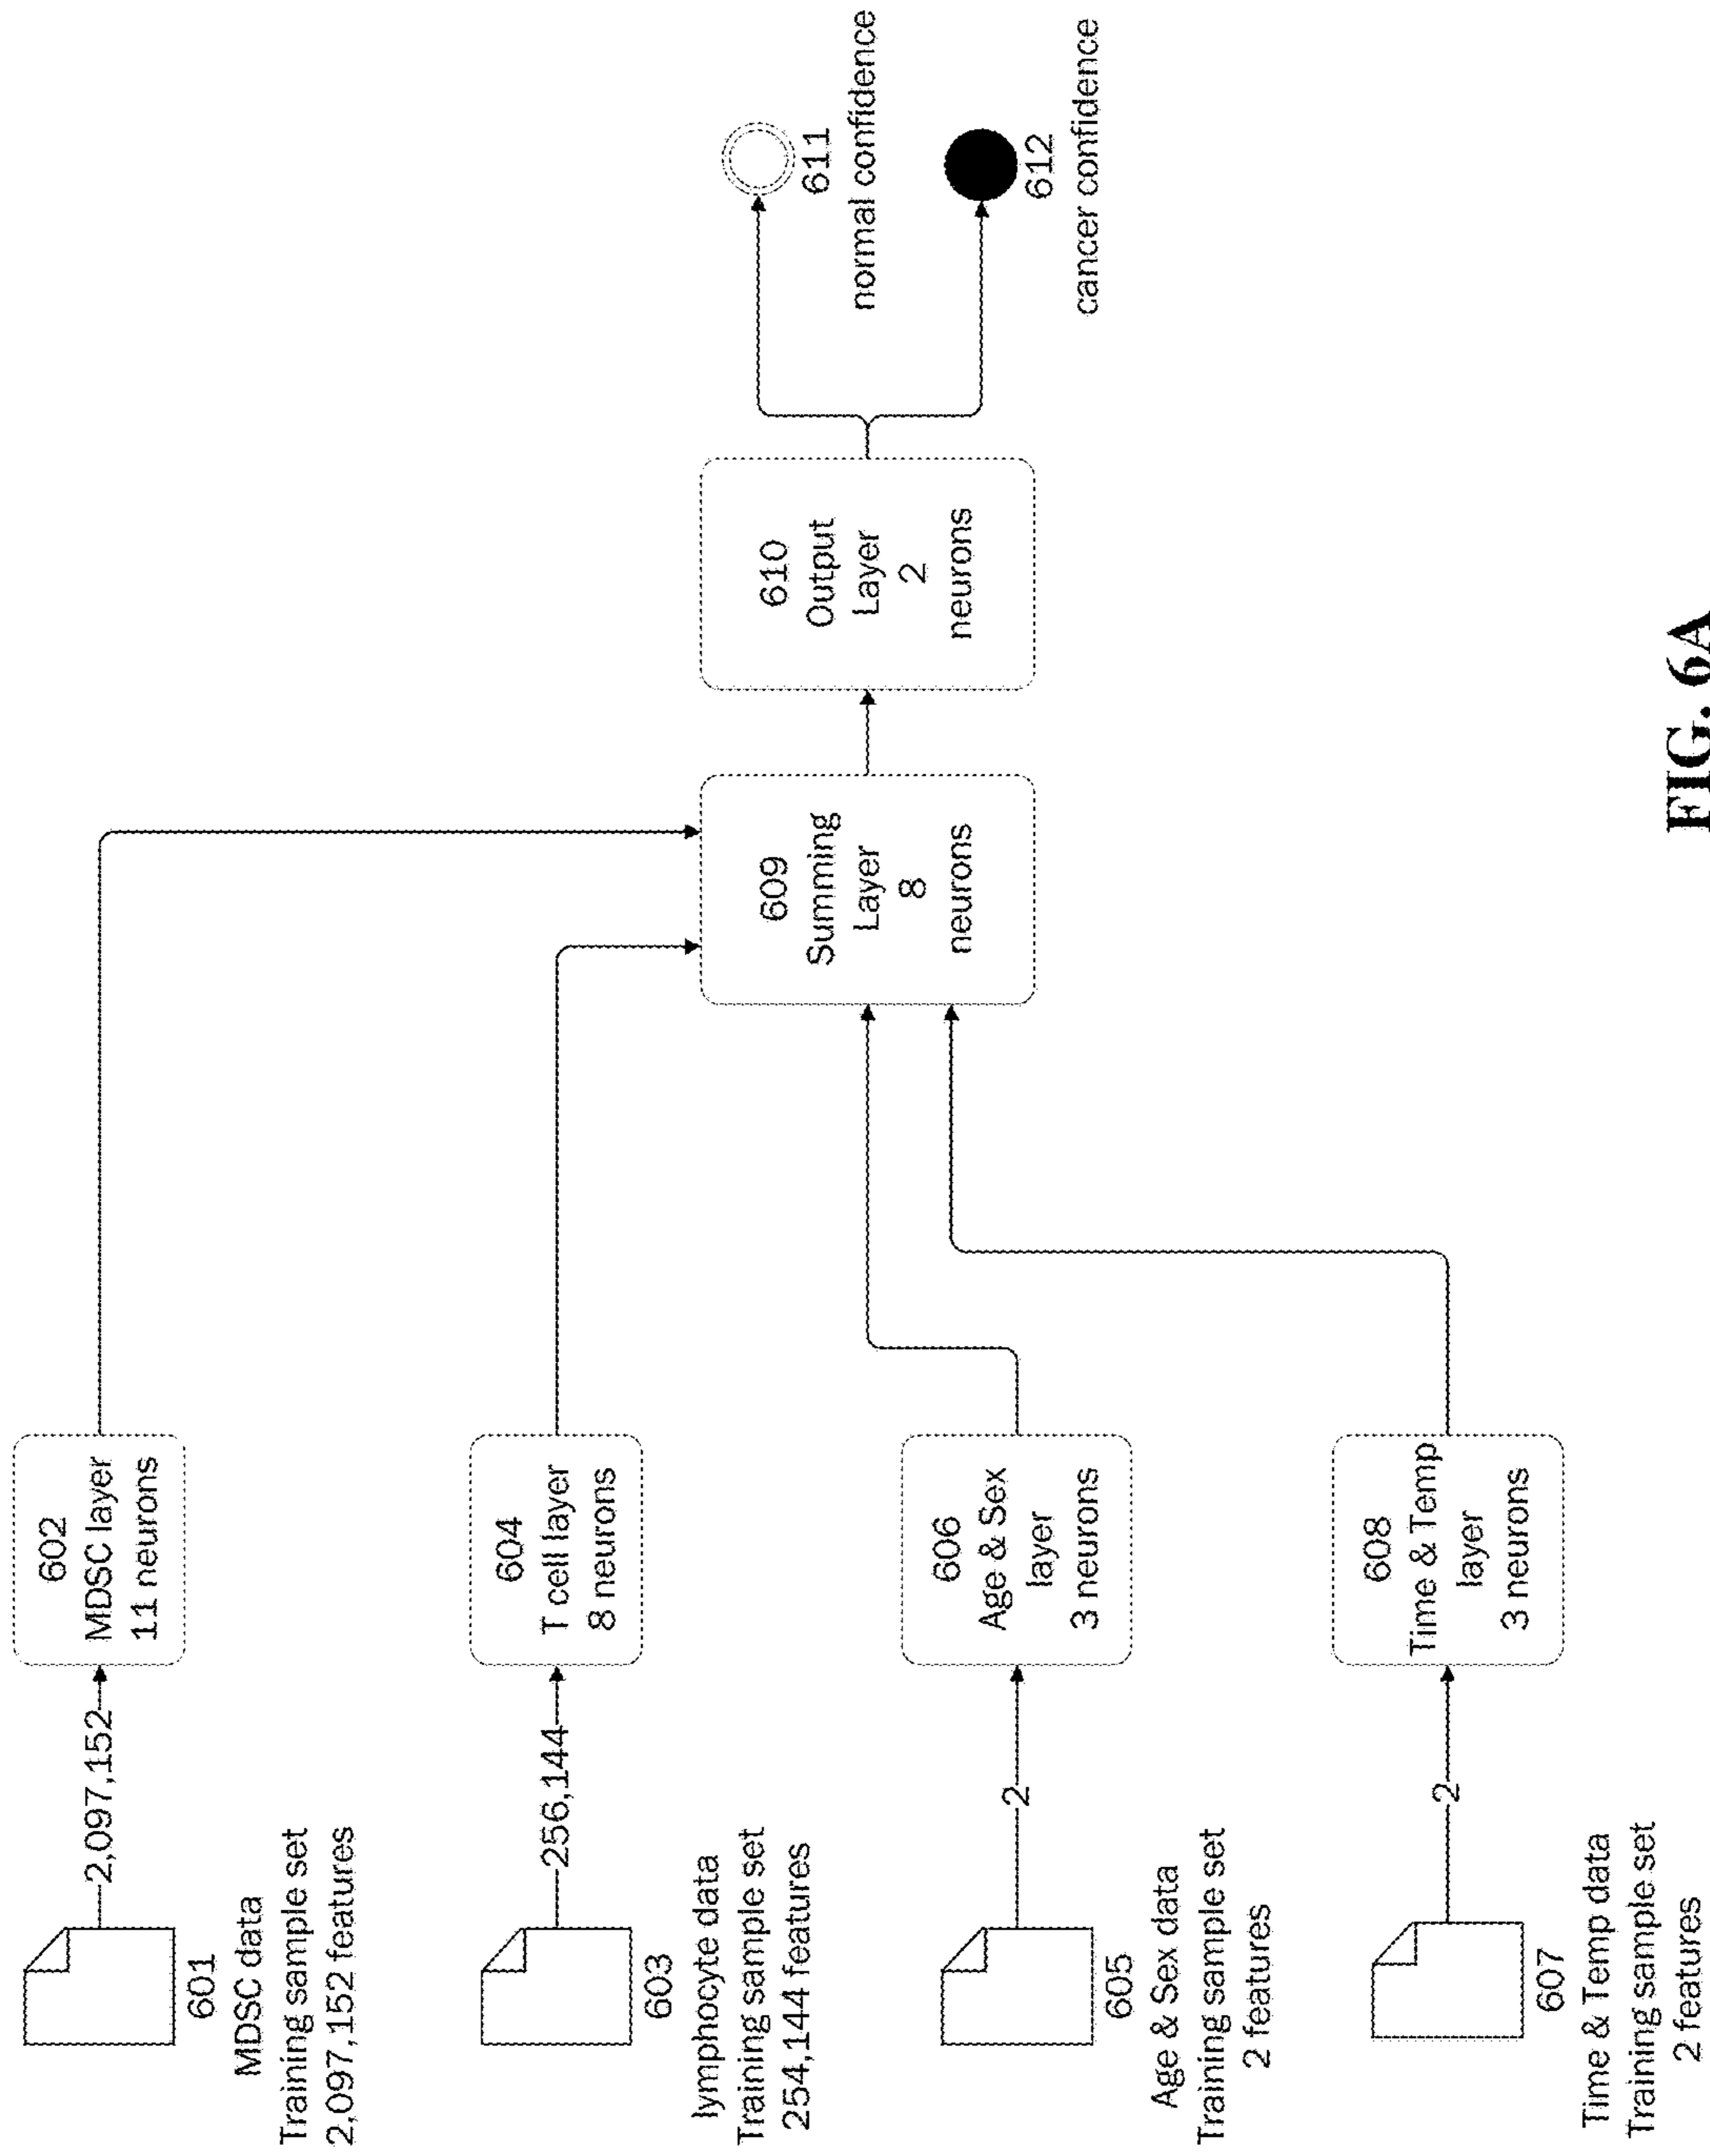 2,097,152
601
MDSC data
Training sample set
2,097,152 features
602
MDSC layer
11 neurons
256,144
603
lymphocyte data
Training sample set
254,144 features
604
T cell layer
8 neurons
2
605
Age & Sex data
Training sample set
2 features
606
Age & Sex
layer
3 neurons
2
607
Time & Temp data
Training sample set
2 features
608
Time & Temp
layer
3 neurons
609
Summing
Layer
8
neurons
610
Output
Layer
2
neurons
611
normal confidence
612
cancer confidence
FIG. 6A